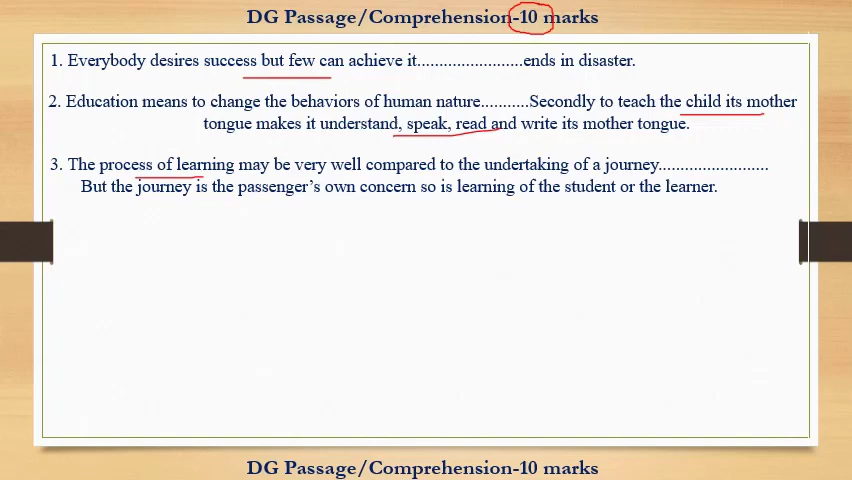 DG Passage/Comprehension-10 marks
1. Everybody desires success but few can achieve it........................ends in disaster.
2. Education means to change the behaviors of human nature...........Secondly to teach the child its mother
tongue makes it understand, speak, read and write its mother tongue.
3. The process of learning may be very well compared to the undertaking of a journey.........................
But the journey is the passenger’s own concern so is learning of the student or the learner.
DG Passage/Comprehension-10 marks